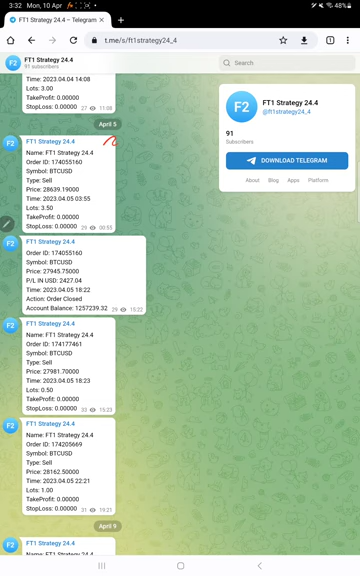 3:32 Mon, 10 Apr
48%
FT1 Strategy 24.4 – Telegram
t.me/s/ft1strategy24_4
1
F2
FT1 Strategy 24.4
91 subscribers
Search
Time: 2023.04.04 14:08
Lots: 3.00
TakeProfit: 0.00000
StopLoss: 0.00000 27 11:08
F2
FT1 Strategy 24.4
@ft1strategy24_4
91
Subscribers
DOWNLOAD TELEGRAM
About Blog Apps Platform
April 5
F2
FT1 Strategy 24.4
Name: FT1 Strategy 24.4
Order ID: 174055160
Symbol: BTCUSD
Type: Sell
Price: 28639.19000
Time: 2023.04.05 03:55
Lots: 3.50
TakeProfit: 0.00000
StopLoss: 0.00000 29 00:55
F2
FT1 Strategy 24.4
Order ID: 174055160
Symbol: BTCUSD
Price: 27945.75000
P/L IN USD: 2427.04
Time: 2023.04.05 18:22
Action: Order Closed
Account Balance: 1257239.32 29 15:22
F2
FT1 Strategy 24.4
Name: FT1 Strategy 24.4
Order ID: 174177461
Symbol: BTCUSD
Price: 27981.70000
Type: Sell
Time: 2023.04.05 18:23
Lots: 0.50
TakeProfit: 0.00000
StopLoss: 0.00000 33 15:23
F2
FT1 Strategy 24.4
Name: FT1 Strategy 24.4
Order ID: 174205669
Symbol: BTCUSD
Type: Sell
Price: 28162.50000
Time: 2023.04.05 22:21
Lots: 1.00
TakeProfit: 0.00000
StopLoss: 0.00000 31 19:21
April 9
F2
FT1 Strategy 24.4
Name: FT1 Strategy 24.4